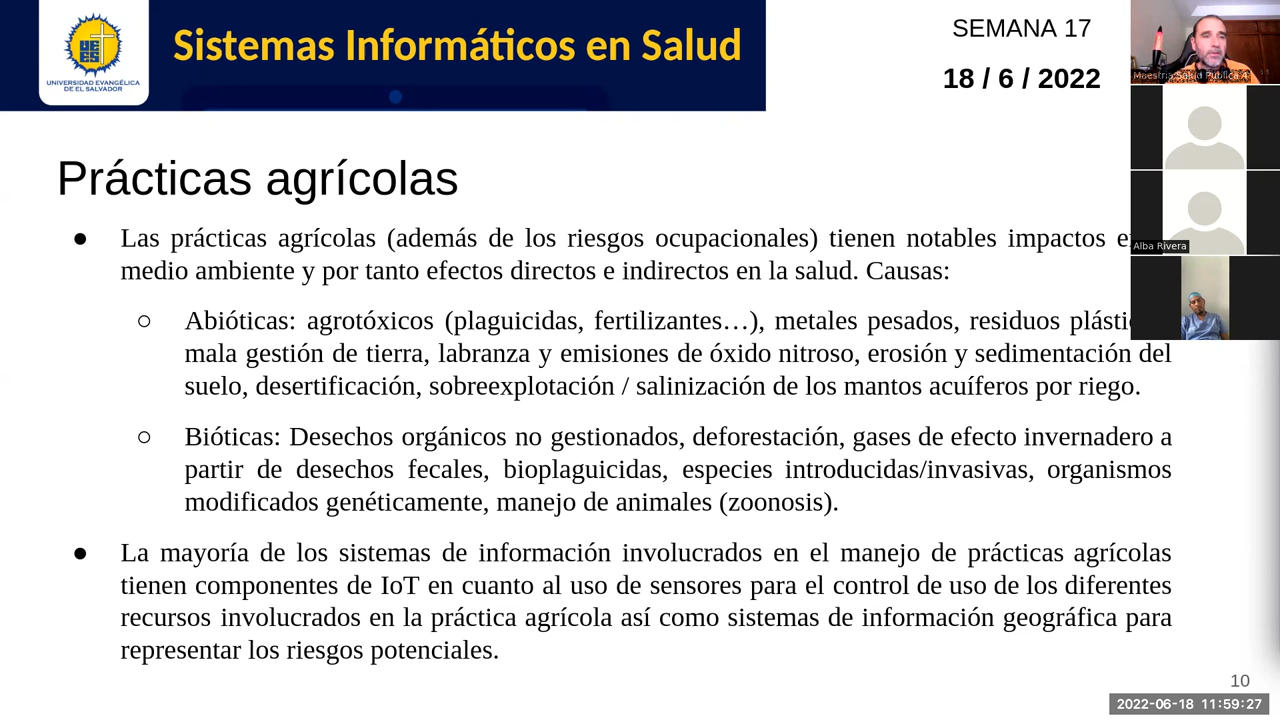 UNIVERSIDAD EVANGÉLICA
DE EL SALVADOR
Sistemas Informáticos en Salud
SEMANA 17
18 / 6 / 2022
Maestria Salud Publica 4
Alba Rivera
Prácticas agrícolas
● Las prácticas agrícolas (además de los riesgos ocupacionales) tienen notables impactos
medio ambiente y por tanto efectos directos e indirectos en la salud. Causas:
○ Abióticas: agrotóxicos (plaguicidas, fertilizantes…), metales pesados, residuos
mala gestión de tierra, labranza y emisiones de óxido nitroso, erosión y sedimentación del
suelo, desertificación, sobreexplotación / salinización de los mantos acuíferos por riego.
○ Bióticas: Desechos orgánicos no gestionados, deforestación, gases de efecto invernadero a
partir de desechos fecales, bioplaguicidas, especies introducidas/invasivas, organismos
modificados genéticamente, manejo de animales (zoonosis).
● La mayoría de los sistemas de información involucrados en el manejo de prácticas agrícolas
tienen componentes de IoT en cuanto al uso de sensores para el control de uso de los diferentes
recursos involucrados en la práctica agrícola así como sistemas de información geográfica para
representar los riesgos potenciales.
10
2022-06-18 11:59:27